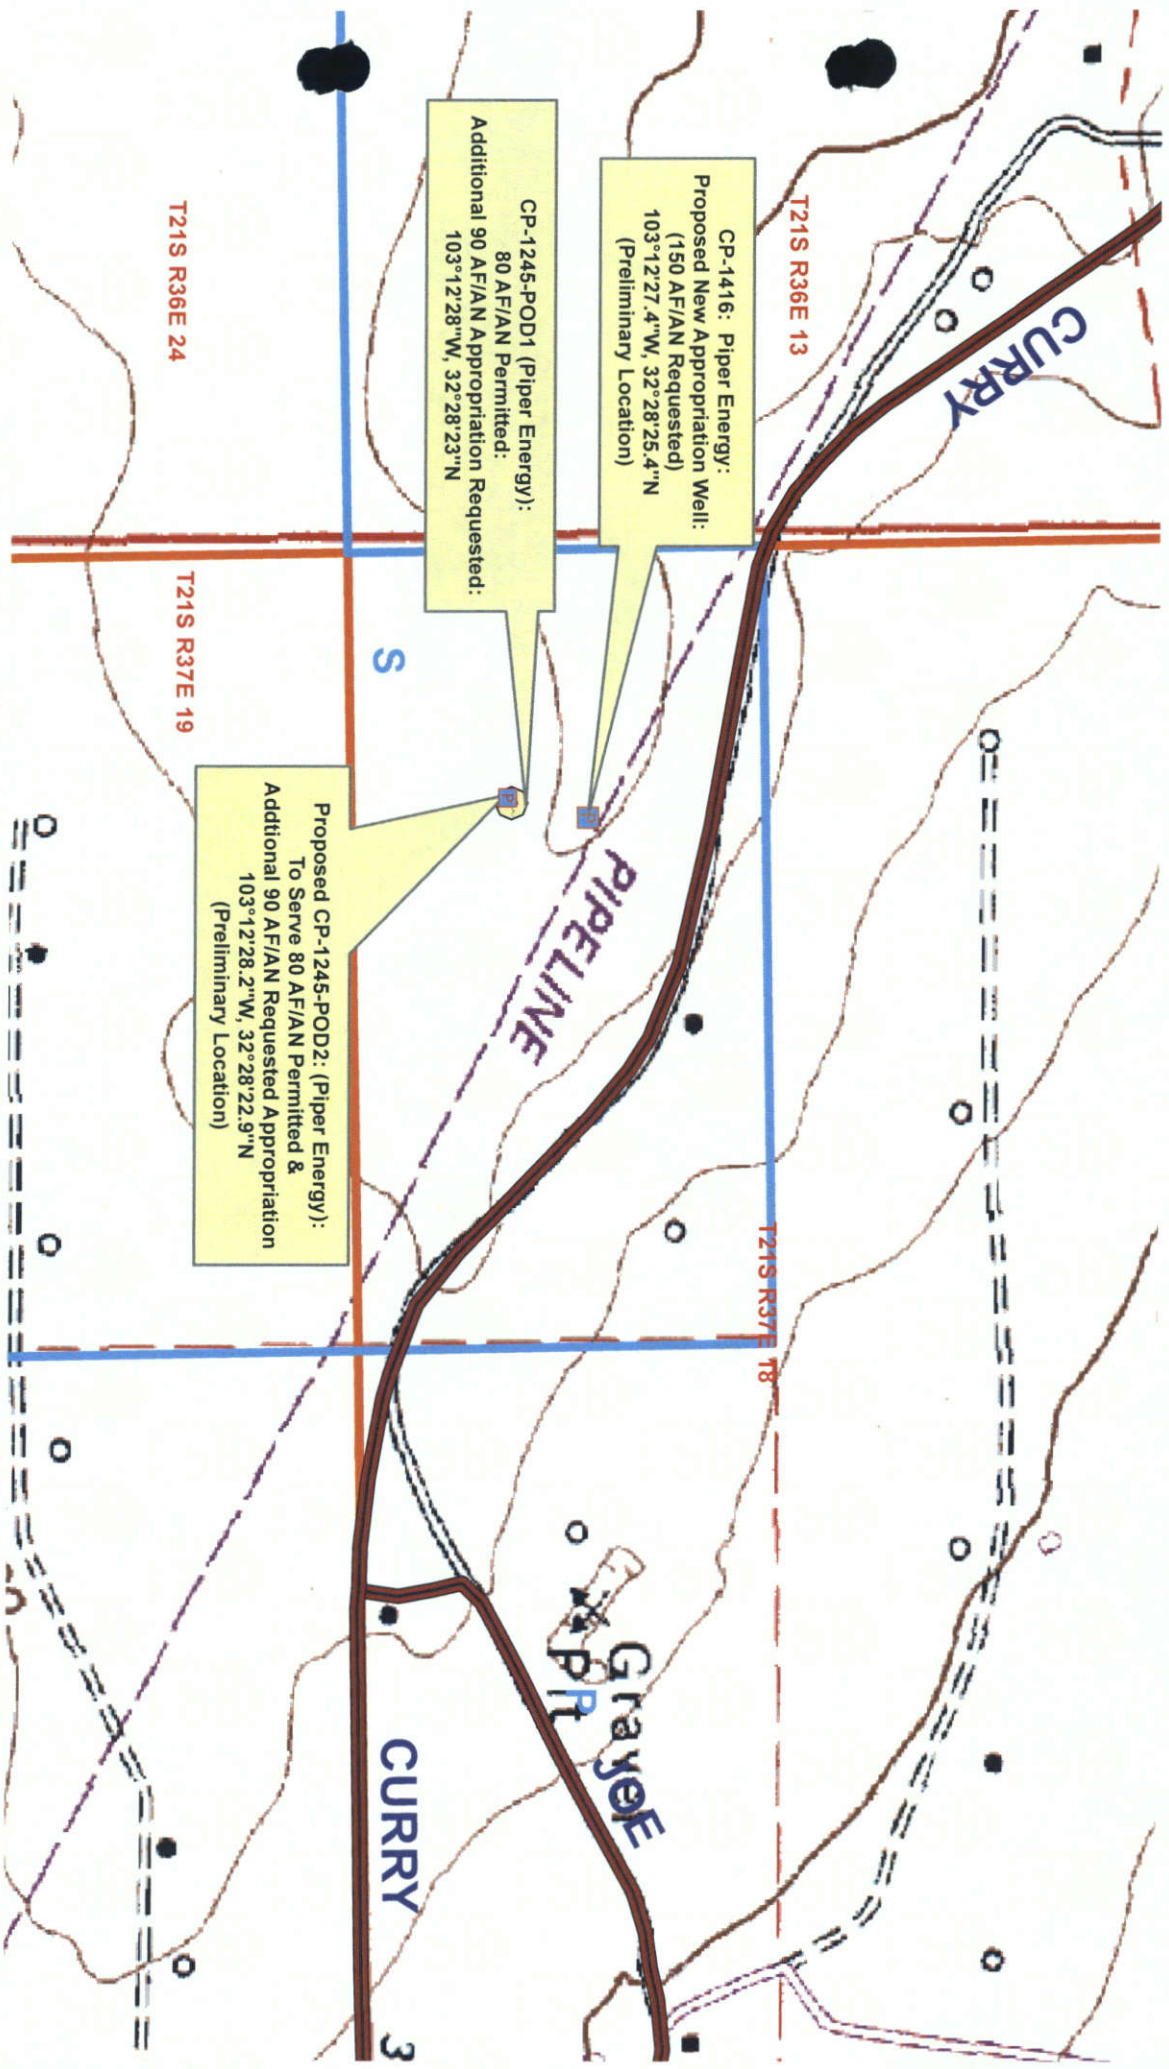 CURRY
T21S R36E 13
CP-1416: Piper Energy:
Proposed New Appropriation Well:
(150 AF/AN Requested)
103°12'27.4"W, 32°28'25.4"N
(Preliminary Location)
CP-1245-POD1 (Piper Energy):
80 AF/AN Permitted:
Additional 90 AF/AN Appropriation Requested:
103°12'28"W, 32°28'23"N
T21S R36E 24
PIPELINE
T21S R37E 18
S
T21S R37E 19
Proposed CP-1245-POD2: (Piper Energy):
To Serve 80 AF/AN Permitted &
Addtional 90 AF/AN Requested Appropriation
103°12'28.2"W, 32°28'22.9"N
(Preliminary Location)
P
P
Gravel
Pit
P
JOE
CURRY
3